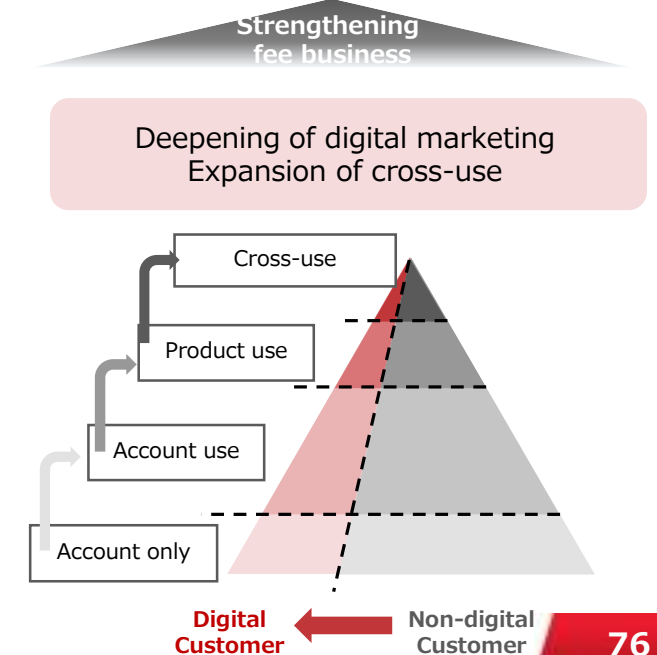 Strengthening
fee business
Deepening of digital marketing
Expansion of cross-use
Cross-use
Product use
Account use
Account only
Digital
Customer
Non-digital
Customer
76